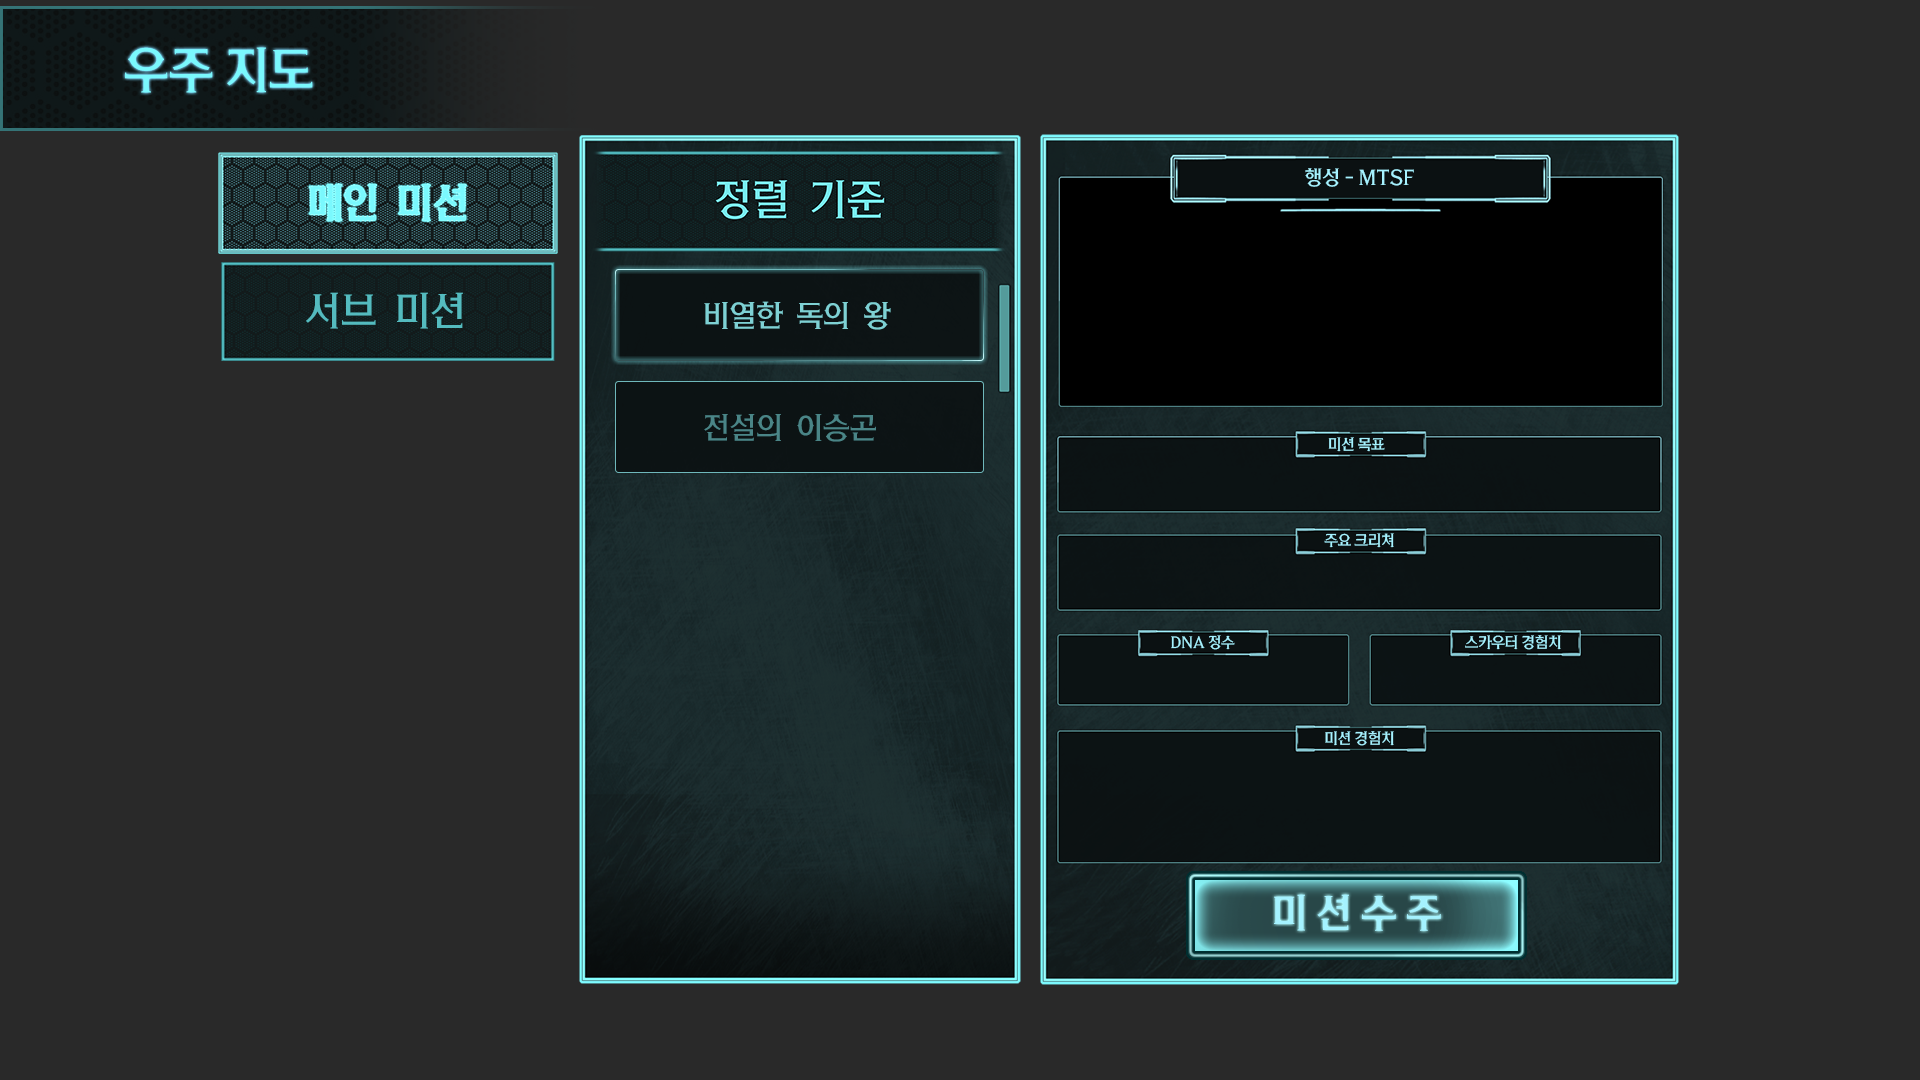 우주 지도
메인 미션
서브 미션
정렬 기준
비열한 독의 왕
전설의 이승곤
행성 - MTSF
미션 목표
주요 크리쳐
DNA 정수
스카우터 경험치
미션 경험치
미션수주